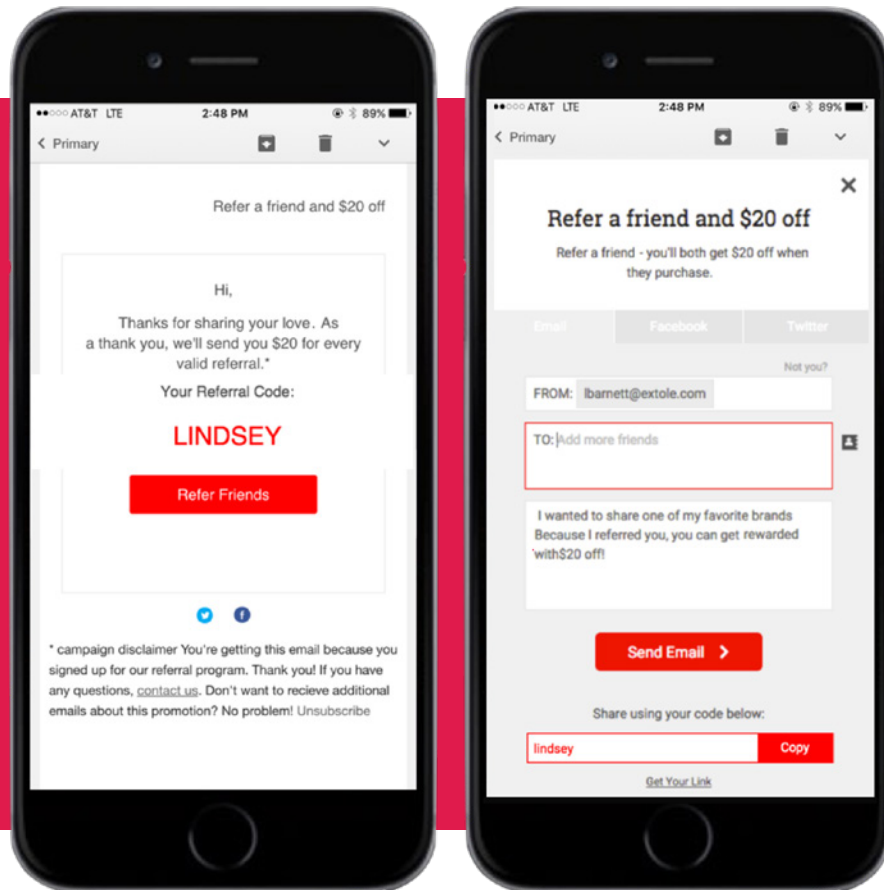 AT&T LTE 2:48 PM 89%
Primary
Refer a friend and $20 off
Hi,
Thanks for sharing your love. As
a thank you, we'll send you $20 for every
valid referral.*
Your Referral Code:
LINDSEY
Refer Friends
* campaign disclaimer You're getting this email because you
signed up for our referral program. Thank you! If you have
any questions, contact us. Don't want to recieve additional
emails about this promotion? No problem! Unsubscribe
AT&T LTE 2:48 PM 89%
Primary
Refer a friend and $20 off
Refer a friend - you'll both get $20 off when
they purchase.
Email Facebook Twitter
Not you?
FROM: lbarnett@extole.com
TO: Add more friends
I wanted to share one of my favorite brands
Because I referred you, you can get rewarded
'with$20 off!
Send Email
Share using your code below:
lindsey Copy
Get Your Link